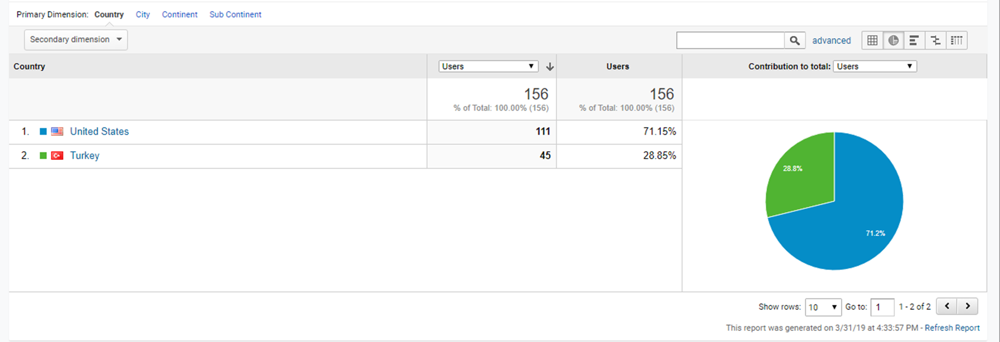 Primary Dimension: Country City Continent Sub Continent
Secondary dimension
advanced
Country Users Users Contribution to total: Users
156 156
% of Total: 100.00% (156) % of Total: 100.00% (156)
1. United States 111 71.15%
2. Turkey 45 28.85%
28.8%
71.2%
Show rows: 10 Go to: 1 1 - 2 of 2
This report was generated on 3/31/19 at 4:33:57 PM - Refresh Report